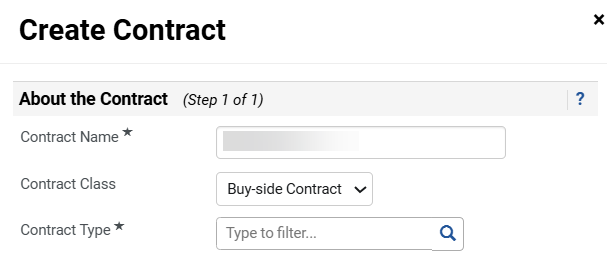 Create Contract ×
About the Contract (Step 1 of 1) ?
Contract Name ★
Contract Class Buy-side Contract
Contract Type ★ Type to filter...